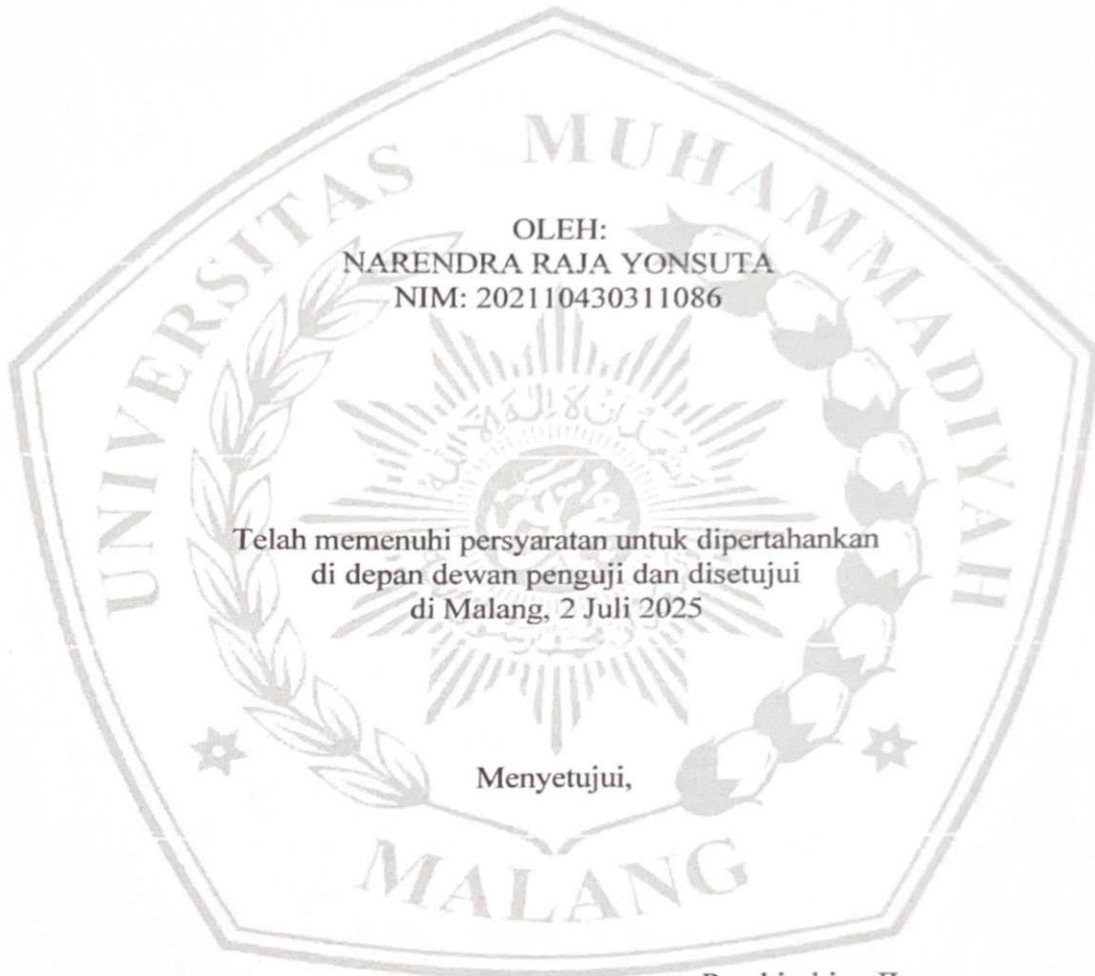 UNIVERSITAS MUHAMMADIYAH
OLEH:
NARENDRA RAJA YONSUTA
NIM: 202110430311086
Telah memenuhi persyaratan untuk dipertahankan
di depan dewan penguji dan disetujui
di Malang, 2 Juli 2025
Menyetujui,
MALANG